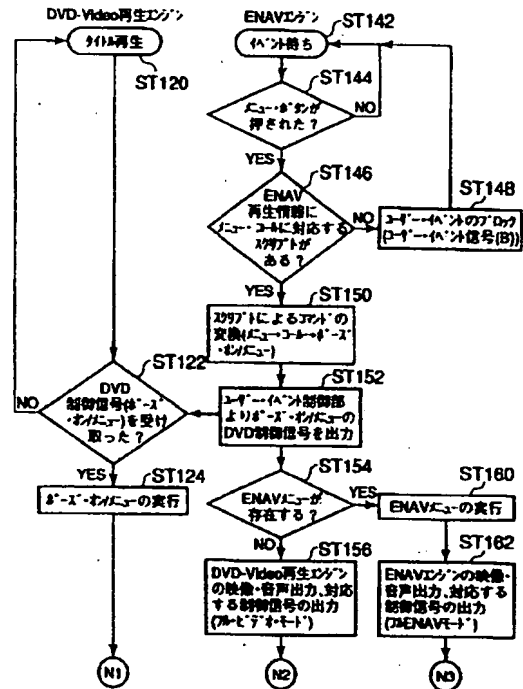 DVD-Video再生エンジン
タイトル再生
ST120
ENAVエンジン
イベント待ち
ST142
ST144
メニュー・ボタンが
押された?
NO
YES
ST146
ENAV
再生情報に
メニュー・コールに対応する
スクリプトが
ある?
NO
ST148
ユーザー・イベントのブロック
(ユーザー・イベント信号(B))
YES
ST150
スクリプトによるコマンドの
変換(メニュー・コール→ポーズ・
オン/メニュー)
ST122
DVD
制御信号(ポーズ・
オン/メニュー)を受け
取った?
NO
YES
ST152
ユーザー・イベント制御部
よりポーズ・オン/メニューの
DVD制御信号を出力
ST124
ポーズ・オン/メニューの実行
ST154
ENAVメニューが
存在する?
YES
NO
ST160
ENAVメニューの実行
ST156
DVD-Video再生エンジン
の映像・音声出力、対応
する制御信号の出力
(フル・ビデオ・モード)
ST162
ENAVエンジンの映像・
音声出力、対応する
制御信号の出力
(フルENAVモード)
N1
N2
N3